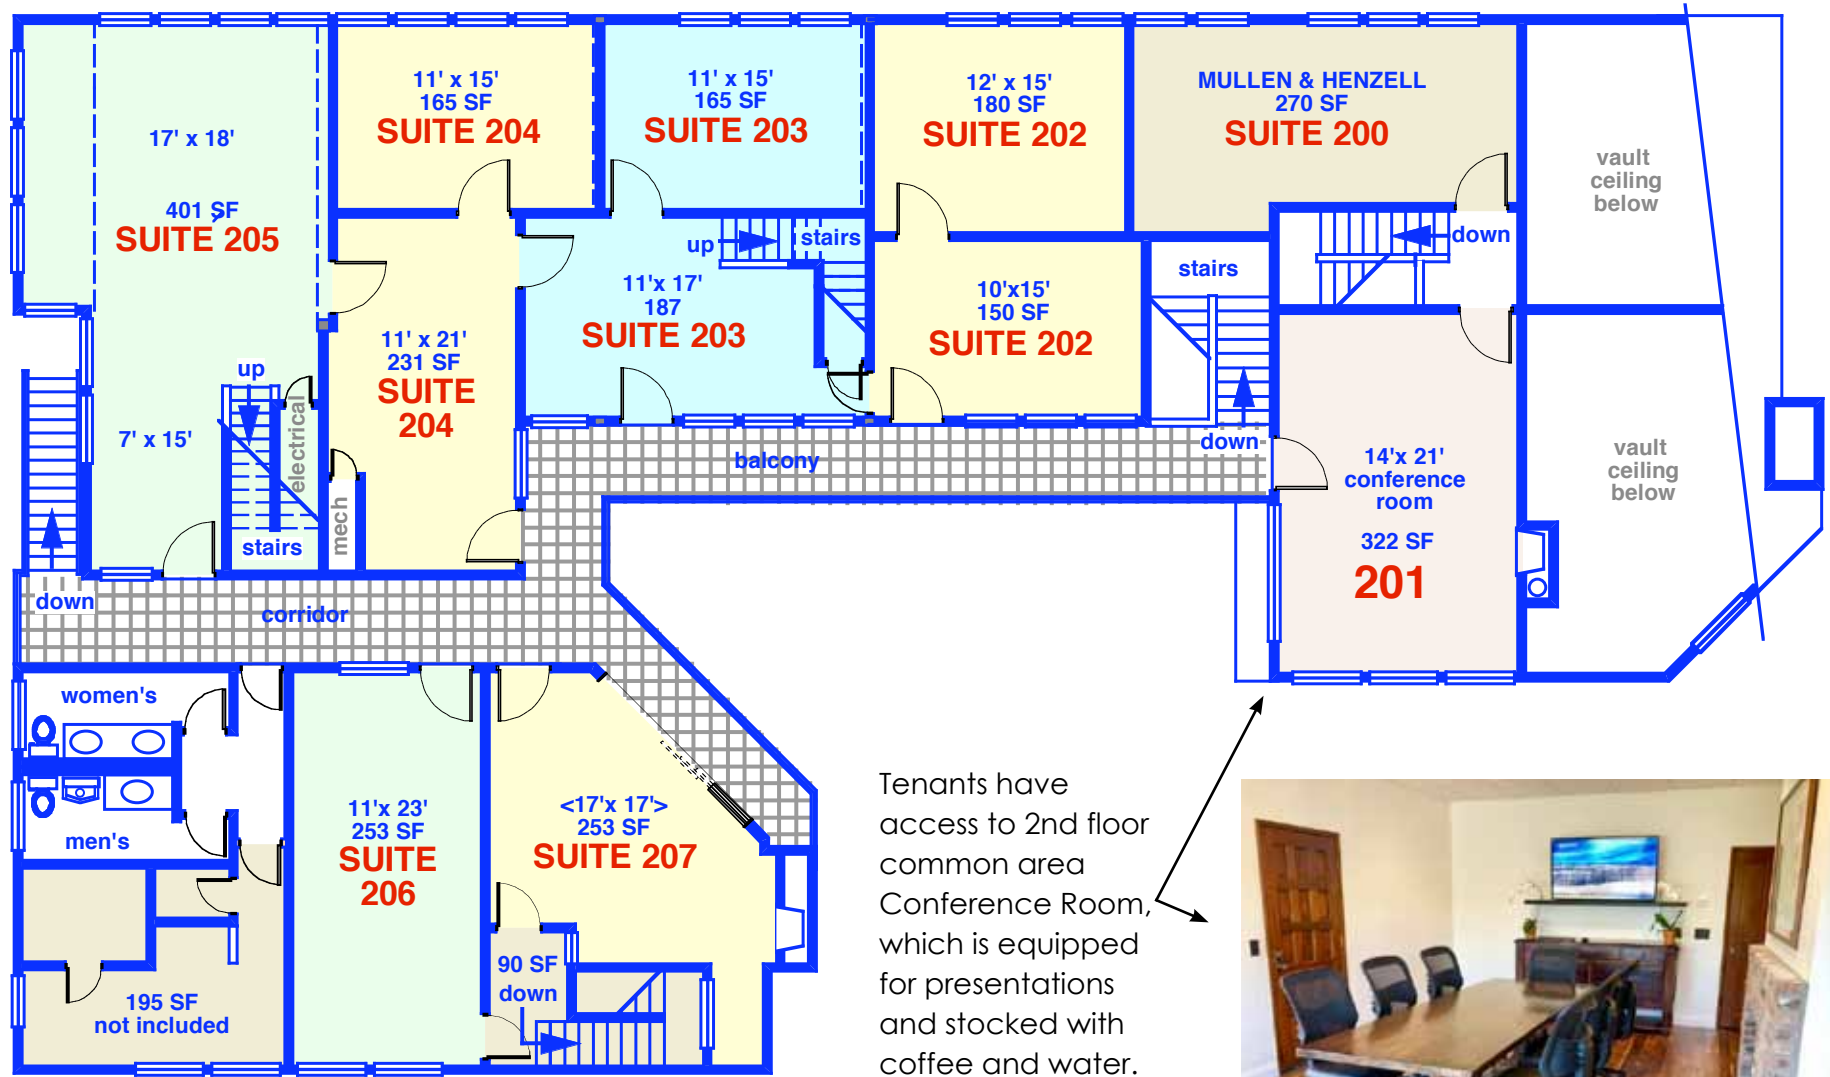 11' x 15'
165 SF
SUITE 204
11' x 15'
165 SF
SUITE 203
12' x 15'
180 SF
SUITE 202
MULLEN & HENZELL
270 SF
SUITE 200
17' x 18'
401 SF
SUITE 205
vault
ceiling
below
up
stairs
down
stairs
11'x 17'
187
SUITE 203
10'x15'
150 SF
SUITE 202
11' x 21'
231 SF
SUITE
204
up
electrical
7' x 15'
stairs
mech
balcony
down
14'x 21'
conference
room
322 SF
201
vault
ceiling
below
down
corridor
women's
men's
11'x 23'
253 SF
SUITE
206
<17'x 17'>
253 SF
SUITE 207
90 SF
down
195 SF
not included
Tenants have
access to 2nd floor
common area
Conference Room,
which is equipped
for presentations
and stocked with
coffee and water.